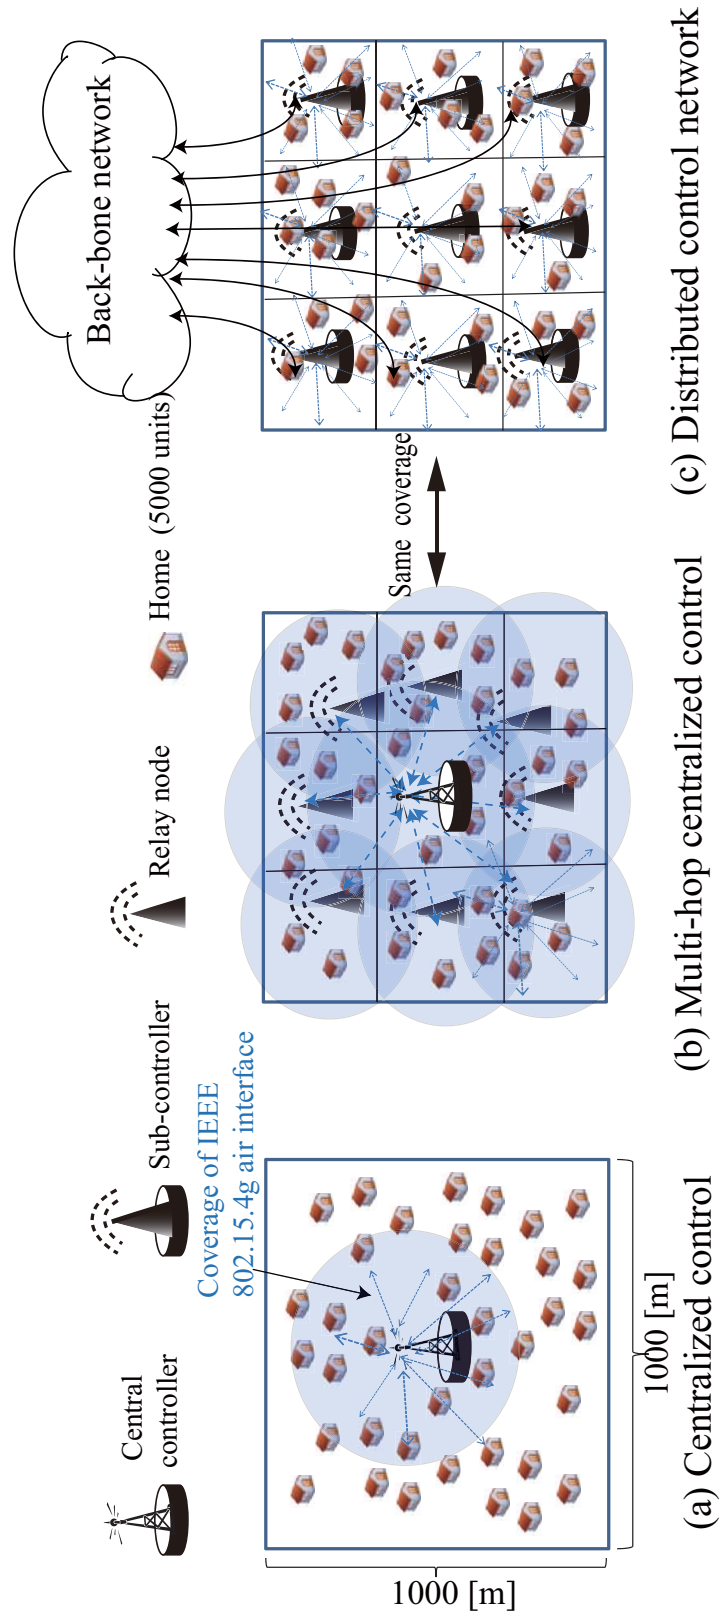 Central
controller
Sub-controller
Relay node
Home (5000 units)
Back-bone network
Coverage of IEEE
802.15.4g air interface
Same coverage
1000 [m]
1000 [m]
(a) Centralized control
(b) Multi-hop centralized control
(c) Distributed control network